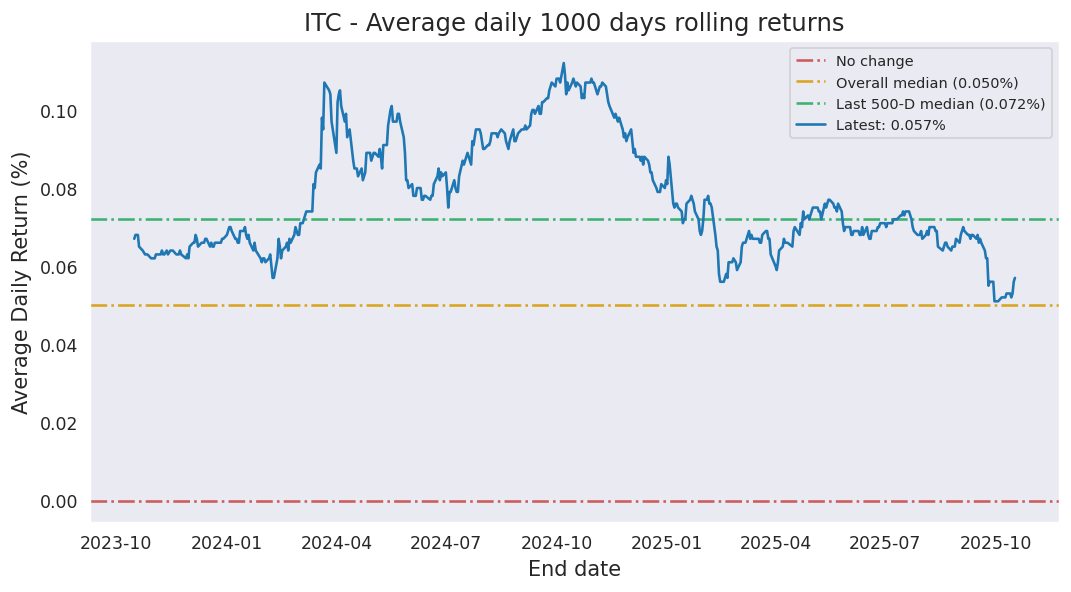 ITC - Average daily 1000 days rolling returns
No change
Overall median (0.050%)
Last 500-D median (0.072%)
Latest: 0.057%
Average Daily Return (%)
0.10
0.08
0.06
0.04
0.02
0.00
2023-10 2024-01 2024-04 2024-07 2024-10 2025-01 2025-04 2025-07 2025-10
End date